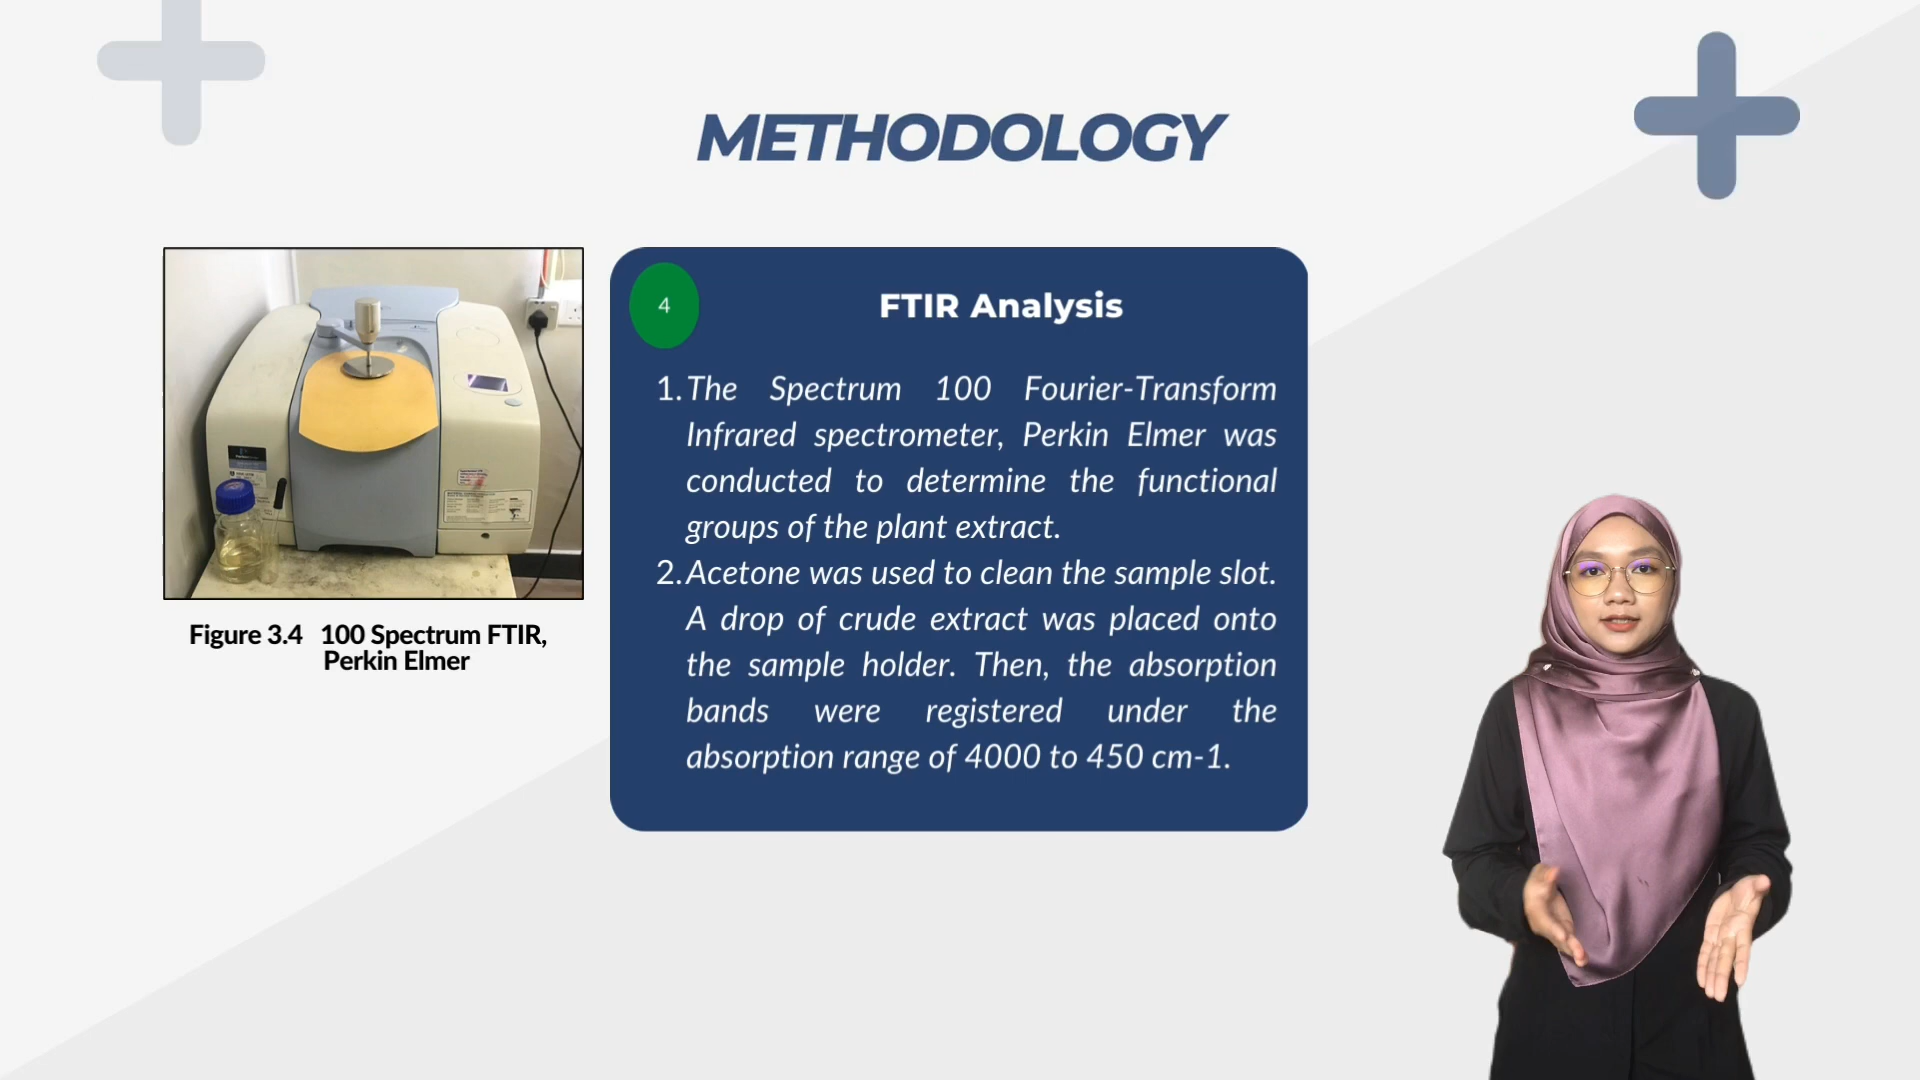 METHODOLOGY
4
FTIR Analysis
1. The Spectrum 100 Fourier-Transform
Infrared spectrometer, Perkin Elmer was
conducted to determine the functional
groups of the plant extract.
2. Acetone was used to clean the sample slot.
A drop of crude extract was placed onto
the sample holder. Then, the absorption
bands were registered under the
absorption range of 4000 to 450 cm-1.
Figure 3.4 100 Spectrum FTIR,
Perkin Elmer